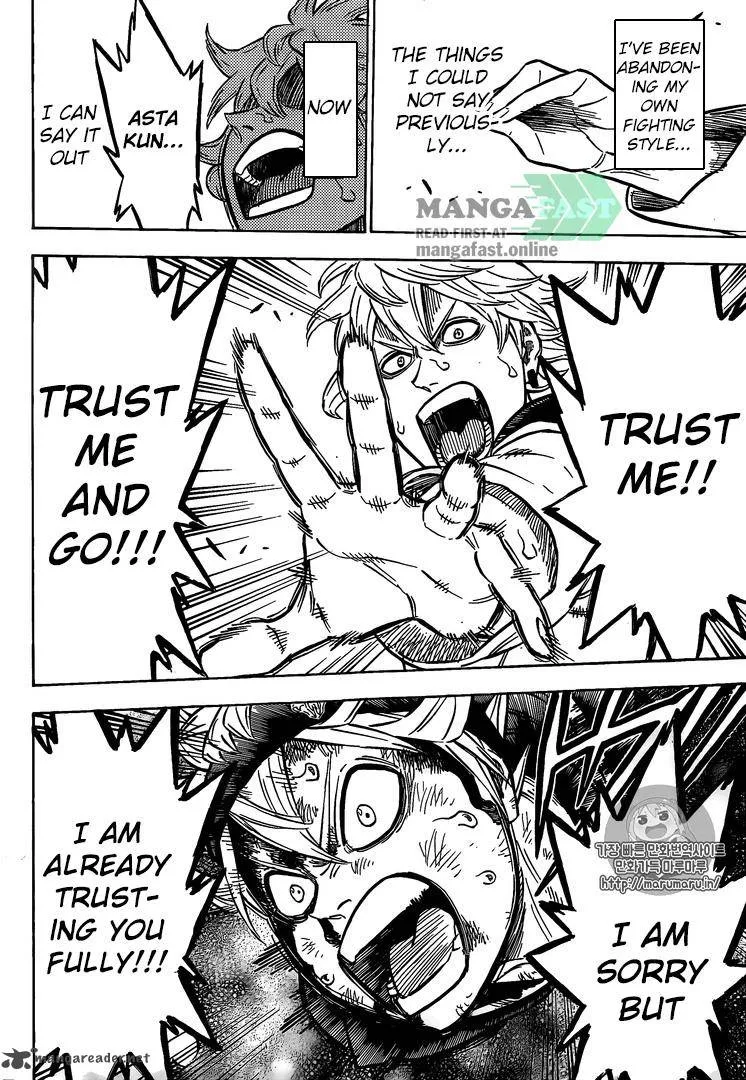 I'VE BEEN
ABANDON-
ING MY
OWN
FIGHTING
STYLE...
THE THINGS
I COULD
NOT SAY
PREVIOUS-
LY...
NOW
I CAN
SAY IT
OUT
ASTA
KUN...
MANGAFAST
READ FIRST AT
mangafast.online
TRUST
ME!!
TRUST
ME
AND
GO!!!
I AM
SORRY
BUT
I AM
ALREADY
TRUST-
ING YOU
FULLY!!!
가장 빠른 만화번역사이트
만화가득 마루마루
http://marumaru.in/
mangareader.net